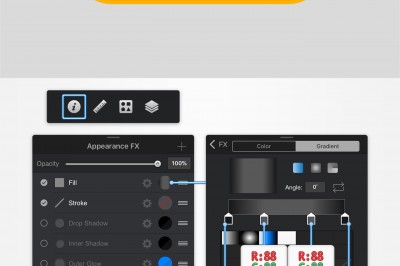 Appearance FX
+
Opacity
100%
Fill
Stroke
Drop Shadow
Inner Shadow
Outer Glow
FX
Color
Gradient
Angle:
0°
R:88
R:88
G:88
G:88